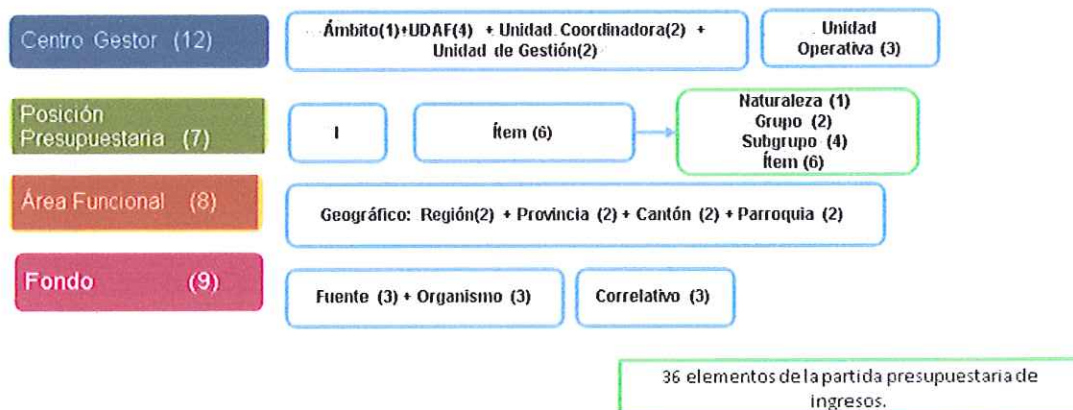 Centro Gestor (12)
Ámbito(1)+UDAF(4) + Unidad Coordinadora(2) +
Unidad de Gestión(2)
Unidad
Operativa (3)
Posición
Presupuestaria (7)
I
Ítem (6)
Naturaleza (1)
Grupo (2)
Subgrupo (4)
Ítem (6)
Área Funcional (8)
Geográfico: Región(2) + Provincia (2) + Cantón (2) + Parroquia (2)
Fondo (9)
Fuente (3) + Organismo (3)
Correlativo (3)
36 elementos de la partida presupuestaria de
ingresos.